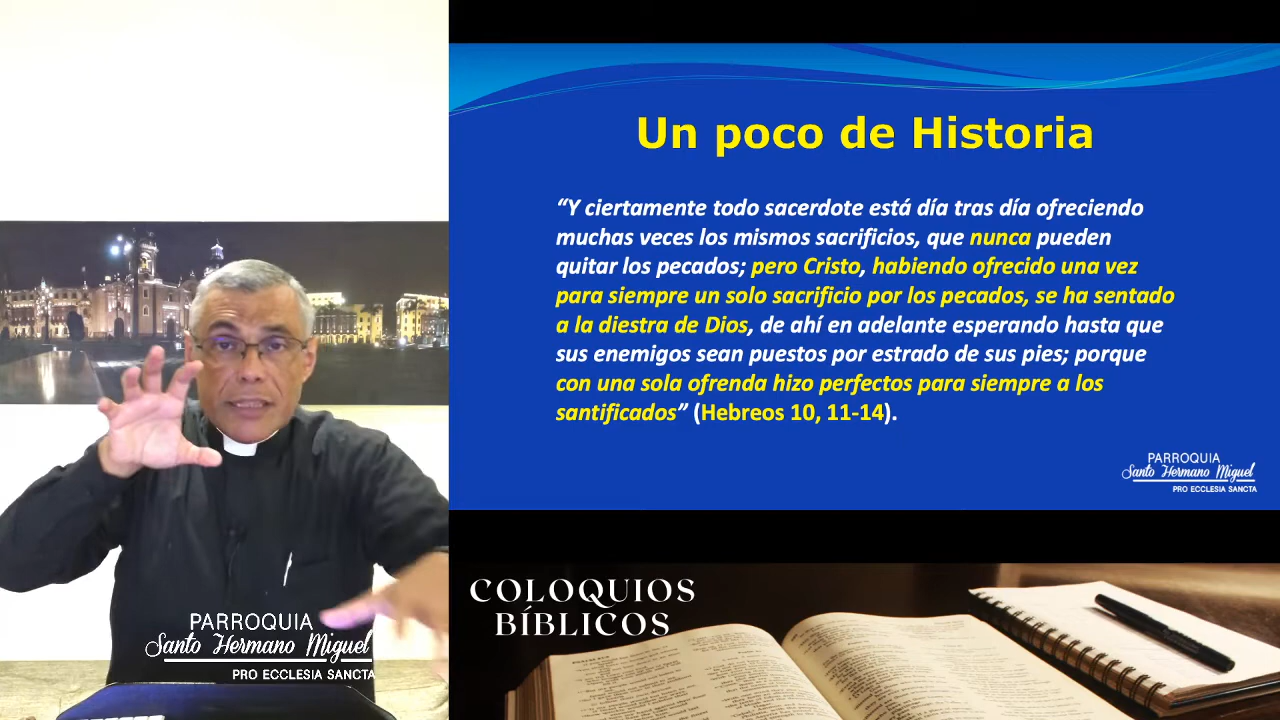 Un poco de Historia
“Y ciertamente todo sacerdote está día tras día ofreciendo
muchas veces los mismos sacrificios, que nunca pueden
quitar los pecados; pero Cristo, habiendo ofrecido una vez
para siempre un solo sacrificio por los pecados, se ha sentado
a la diestra de Dios, de ahí en adelante esperando hasta que
sus enemigos sean puestos por estrado de sus pies; porque
con una sola ofrenda hizo perfectos para siempre a los
santificados” (Hebreos 10, 11-14).
PARROQUIA
Santo Hermano Miguel
PRO ECCLESIA SANCTA
COLOQUIOS
BÍBLICOS
PARROQUIA
Santo Hermano Miguel
PRO ECCLESIA SANCTA